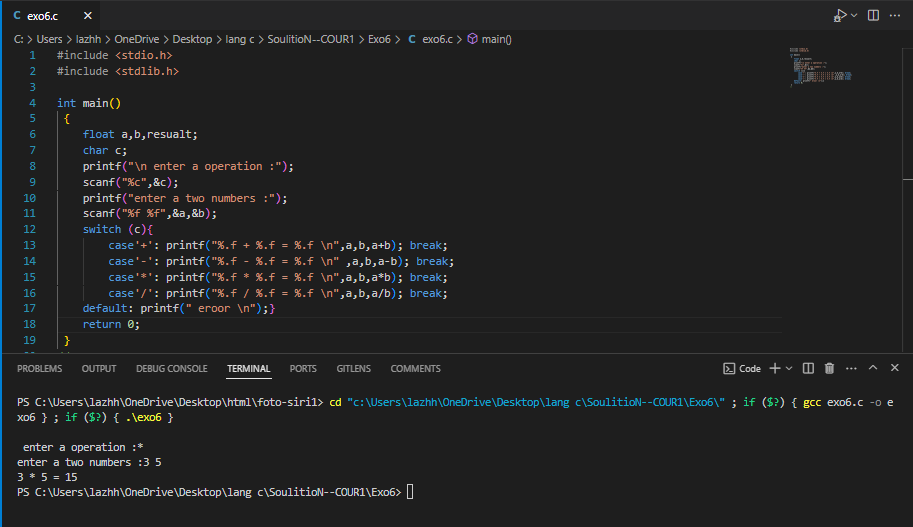 exo6.c
C: > Users > lazhh > OneDrive > Desktop > lang c > SoulitioN--COUR1 > Exo6 > C exo6.c > main()
1 #include <stdio.h>
2 #include <stdlib.h>
3
4 int main()
5 {
6 float a,b,resualt;
7 char c;
8 printf("\n enter a operation :");
9 scanf("%c",&c);
10 printf("enter a two numbers :");
11 scanf("%f %f",&a,&b);
12 switch (c){
13 case'+': printf("%.f + %.f = %.f \n",a,b,a+b); break;
14 case'-': printf("%.f - %.f = %.f \n" ,a,b,a-b); break;
15 case'*': printf("%.f * %.f = %.f \n",a,b,a*b); break;
16 case'/': printf("%.f / %.f = %.f \n",a,b,a/b); break;
17 default: printf(" eroor \n");}
18 return 0;
19 }
PROBLEMS OUTPUT DEBUG CONSOLE TERMINAL PORTS GITLENS COMMENTS Code
PS C:\Users\lazhh\OneDrive\Desktop\html\foto-siri1> cd "c:\Users\lazhh\OneDrive\Desktop\lang c\SoulitioN--COUR1\Exo6\" ; if ($?) { gcc exo6.c -o e
xo6 } ; if ($?) { .\exo6 }
enter a operation :*
enter a two numbers :3 5
3 * 5 = 15
PS C:\Users\lazhh\OneDrive\Desktop\lang c\SoulitioN--COUR1\Exo6>